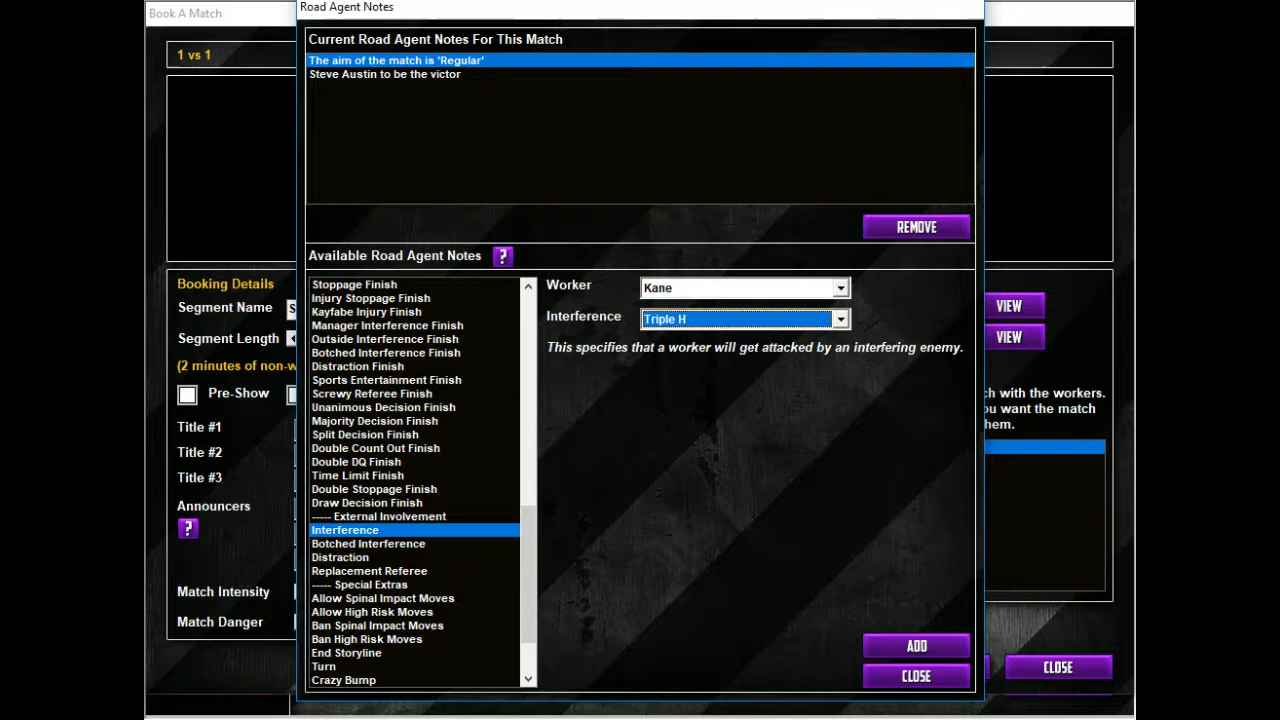 Book A Match
Road Agent Notes
1 vs 1
Current Road Agent Notes For This Match
The aim of the match is 'Regular'
Steve Austin to be the victor
REMOVE
Available Road Agent Notes ?
Stoppage Finish
Injury Stoppage Finish
Kayfabe Injury Finish
Manager Interference Finish
Outside Interference Finish
Botched Interference Finish
Distraction Finish
Sports Entertainment Finish
Screwy Referee Finish
Unanimous Decision Finish
Majority Decision Finish
Split Decision Finish
Double Count Out Finish
Double DQ Finish
Time Limit Finish
Double Stoppage Finish
Draw Decision Finish
----- External Involvement
Interference
Botched Interference
Distraction
Replacement Referee
----- Special Extras
Allow Spinal Impact Moves
Allow High Risk Moves
Ban Spinal Impact Moves
Ban High Risk Moves
End Storyline
Turn
Crazy Bump
Worker Kane
Interference Triple H
This specifies that a worker will get attacked by an interfering enemy.
ADD
CLOSE
Booking Details
Segment Name S
Segment Length
(2 minutes of non-w
Pre-Show
Title #1
Title #2
Title #3
Announcers
?
Match Intensity
Match Danger
VIEW
VIEW
ch with the workers.
ou want the match
hem.
CLOSE